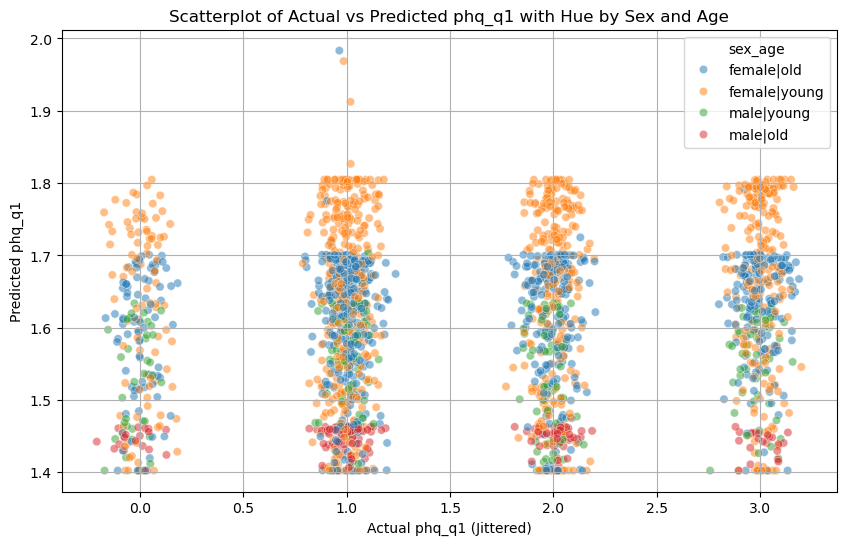 Scatterplot of Actual vs Predicted phq_q1 with Hue by Sex and Age
sex_age
female|old
female|young
male|young
male|old
Predicted phq_q1
2.0
1.9
1.8
1.7
1.6
1.5
1.4
0.0
0.5
1.0
1.5
2.0
2.5
3.0
Actual phq_q1 (Jittered)